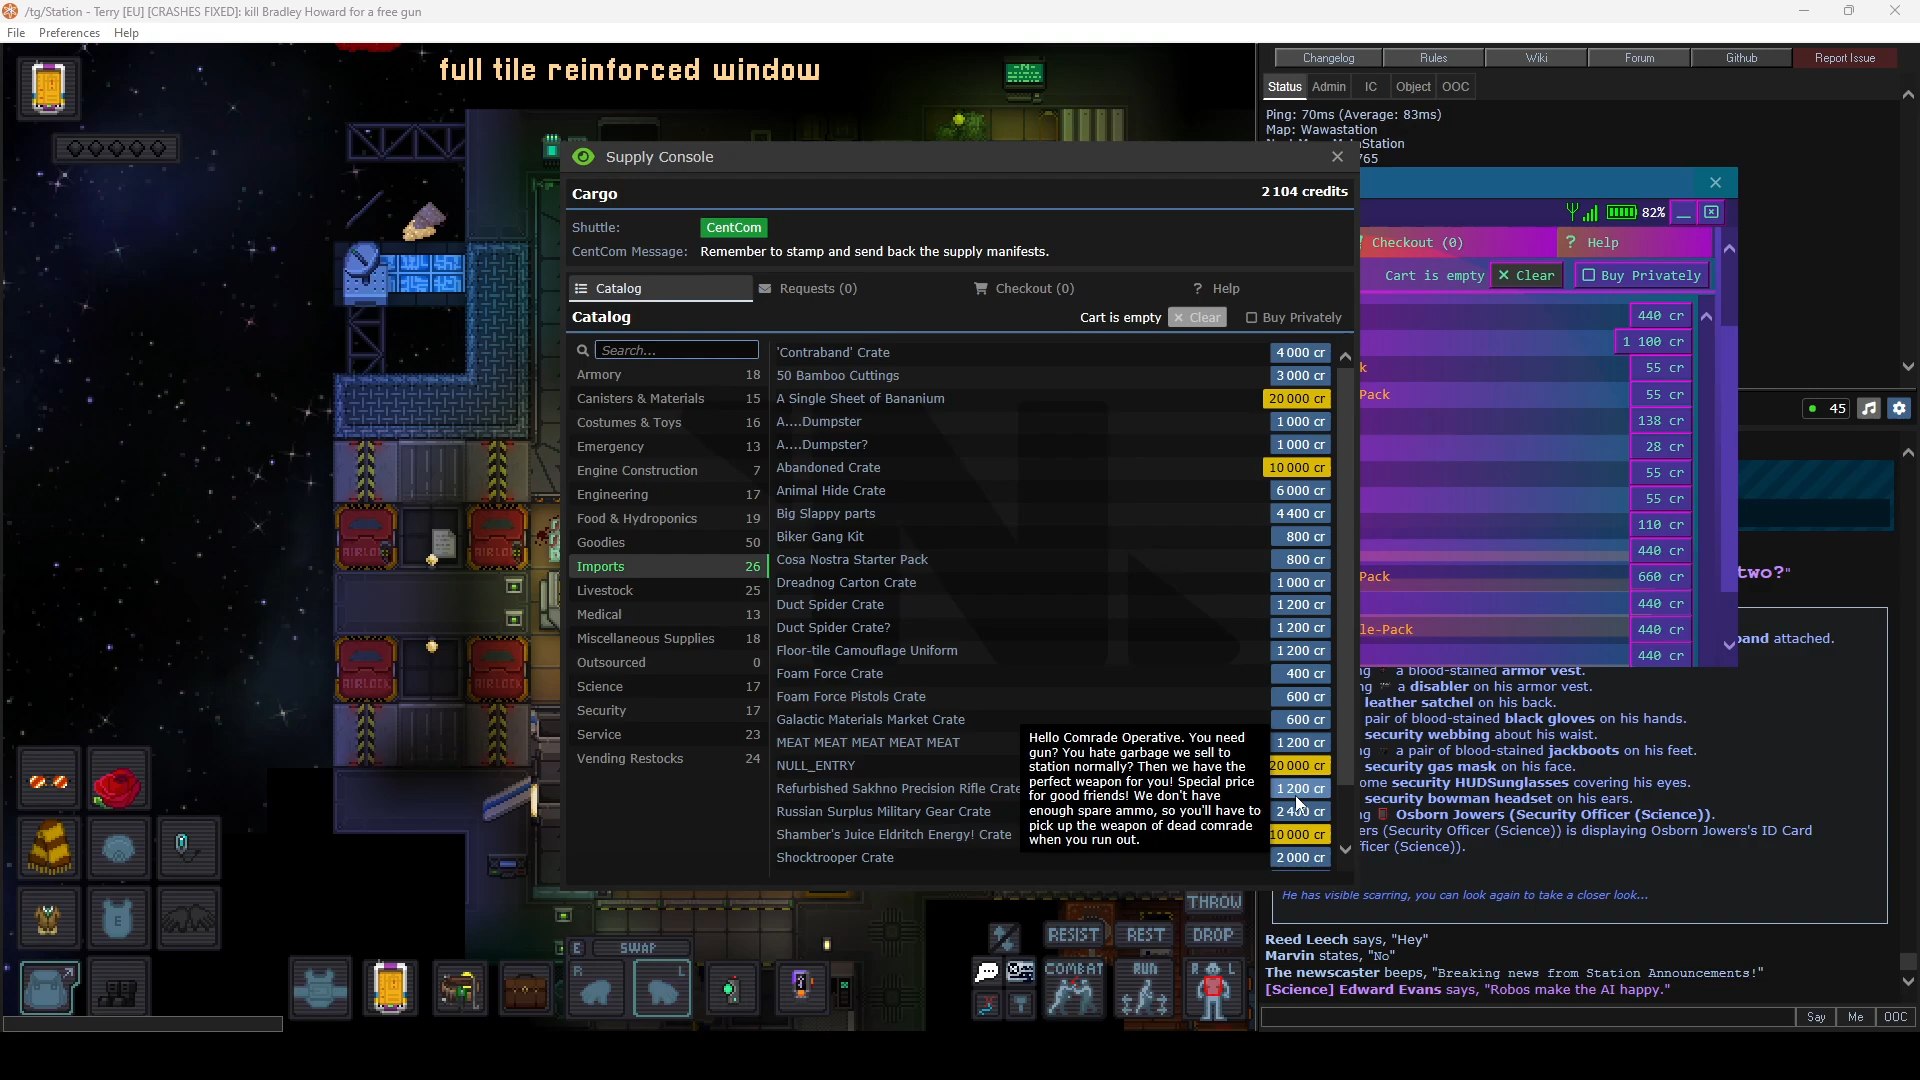 /tg/Station - Terry [EU] [CRASHES FIXED]: kill Bradley Howard for a free gun
File Preferences Help
full tile reinforced window
Changelog Rules Wiki Forum Github Report Issue
Status Admin IC Object OOC
Ping: 70ms (Average: 83ms)
Map: Wawastation
Station
765
Supply Console
Cargo 2 104 credits
Shuttle: CentCom
CentCom Message: Remember to stamp and send back the supply manifests.
Catalog Requests (0) Checkout (0) ? Help
Catalog Cart is empty × Clear Buy Privately
Search...
Armory 18
Canisters & Materials 15
Costumes & Toys 16
Emergency 13
Engine Construction 7
Engineering 17
Food & Hydroponics 19
Goodies 50
Imports 26
Livestock 25
Medical 13
Miscellaneous Supplies 18
Outsourced 0
Science 17
Security 17
Service 23
Vending Restocks 24
'Contraband' Crate 4 000 cr
50 Bamboo Cuttings 3 000 cr
A Single Sheet of Bananium 20 000 cr
A....Dumpster 1 000 cr
A....Dumpster? 1 000 cr
Abandoned Crate 10 000 cr
Animal Hide Crate 6 000 cr
Big Slappy parts 4 400 cr
Biker Gang Kit 800 cr
Cosa Nostra Starter Pack 800 cr
Dreadnog Carton Crate 1 000 cr
Duct Spider Crate 1 200 cr
Duct Spider Crate? 1 200 cr
Floor-tile Camouflage Uniform 1 200 cr
Foam Force Crate 400 cr
Foam Force Pistols Crate 600 cr
Galactic Materials Market Crate 600 cr
MEAT MEAT MEAT MEAT MEAT 1 200 cr
NULL_ENTRY 20 000 cr
Refurbished Sakhno Precision Rifle Crate 1 200 cr
Russian Surplus Military Gear Crate 2 400 cr
Shamber's Juice Eldritch Energy! Crate 10 000 cr
Shocktrooper Crate 2 000 cr
Hello Comrade Operative. You need
gun? You hate garbage we sell to
station normally? Then we have the
perfect weapon for you! Special price
for good friends! We don't have
enough spare ammo, so you'll have to
pick up the weapon of dead comrade
when you run out.
82%
Checkout (0) ? Help
Cart is empty × Clear Buy Privately
440 cr
1 100 cr
k 55 cr
Pack 55 cr
138 cr
28 cr
55 cr
55 cr
110 cr
440 cr
Pack 660 cr
440 cr
le-Pack 440 cr
440 cr
45
two?"
and attached.
ng a blood-stained armor vest.
ng a disabler on his armor vest.
leather satchel on his back.
pair of blood-stained black gloves on his hands.
security webbing about his waist.
ng a pair of blood-stained jackboots on his feet.
security gas mask on his face.
ome security HUDSunglasses covering his eyes.
security bowman headset on his ears.
ng Osborn Jowers (Security Officer (Science)).
ers (Security Officer (Science)) is displaying Osborn Jowers's ID Card
ficer (Science)).
He has visible scarring, you can look again to take a closer look...
Reed Leech says, "Hey"
Marvin states, "No"
The newscaster beeps, "Breaking news from Station Announcements!"
[Science] Edward Evans says, "Robos make the AI happy."
AIRLOCK AIRLOCK
AIRLOCK AIRLOCK
THROW
RESIST REST DROP
E SWAP
R L
COMBAT RUN R L
Say Me OOC